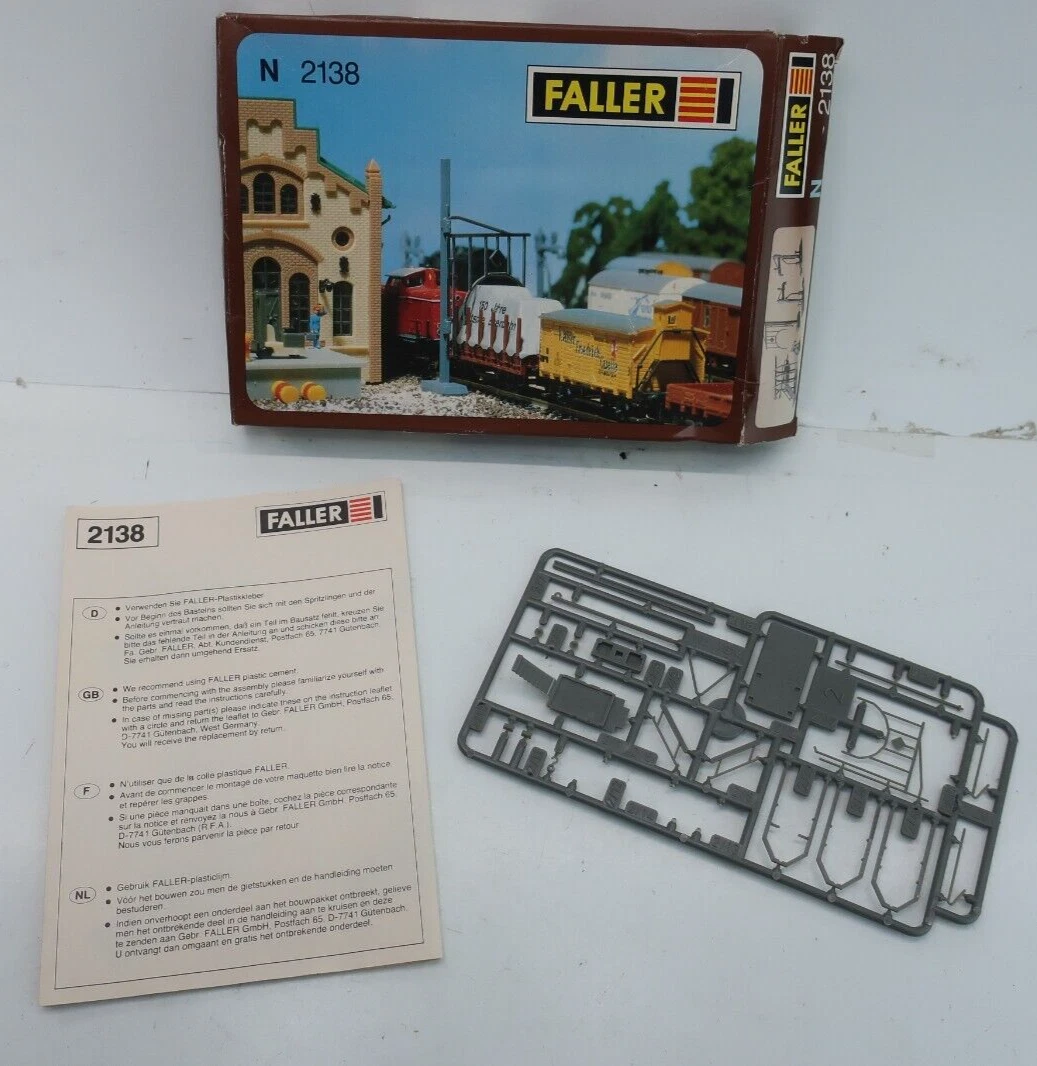 N 2138
FALLER
FALLER
N 2138
150 Jahre
2138
FALLER
D
• Verwenden Sie FALLER-Plastikkleber.
• Vor Beginn des Bastelns sollten Sie sich mit den Spritzlingen und der
Anleitung vertraut machen.
• Sollte es einmal vorkommen, daß ein Teil im Bausatz fehlt, kreuzen Sie
bitte das fehlende Teil in der Anleitung an und schicken diese bitte an
Fa. Gebr. FALLER, Abt. Kundendienst, Postfach 65, 7741 Gütenbach.
Sie erhalten dann umgehend Ersatz.
GB
• We recommend using FALLER plastic cement.
• Before commencing with the assembly please familiarize yourself with
the parts and read the instructions carefully.
• In case of missing part(s) please indicate these on the instruction leaflet
with a circle and return the leaflet to Gebr. FALLER GmbH, Postfach 65,
D-7741 Gütenbach, West Germany.
You will receive the replacement by return.
F
• N'utiliser que de la colle plastique FALLER.
• Avant de commencer le montage de votre maquette bien lire la notice
et repérer les grappes.
• Si une pièce manquait dans une boîte, cochez la pièce correspondante
sur la notice et renvoyez la nous à Gebr. FALLER GmbH, Postfach 65,
D-7741 Gütenbach (R.F.A.).
Nous vous ferons parvenir la pièce par retour
NL
• Gebruik FALLER-plasticlijm.
• Vóór het bouwen zou men de gietstukken en de handleiding moeten
bestuderen.
• Indien onverhoopt een onderdeel aan het bouwpakket ontbreekt, gelieve
men het ontbrekende deel in de handleiding aan te kruisen en deze
te zenden aan Gebr. FALLER GmbH, Postfach 65, D-7741 Gütenbach.
U ontvangt dan omgaant en gratis het ontbrekende onderdeel.